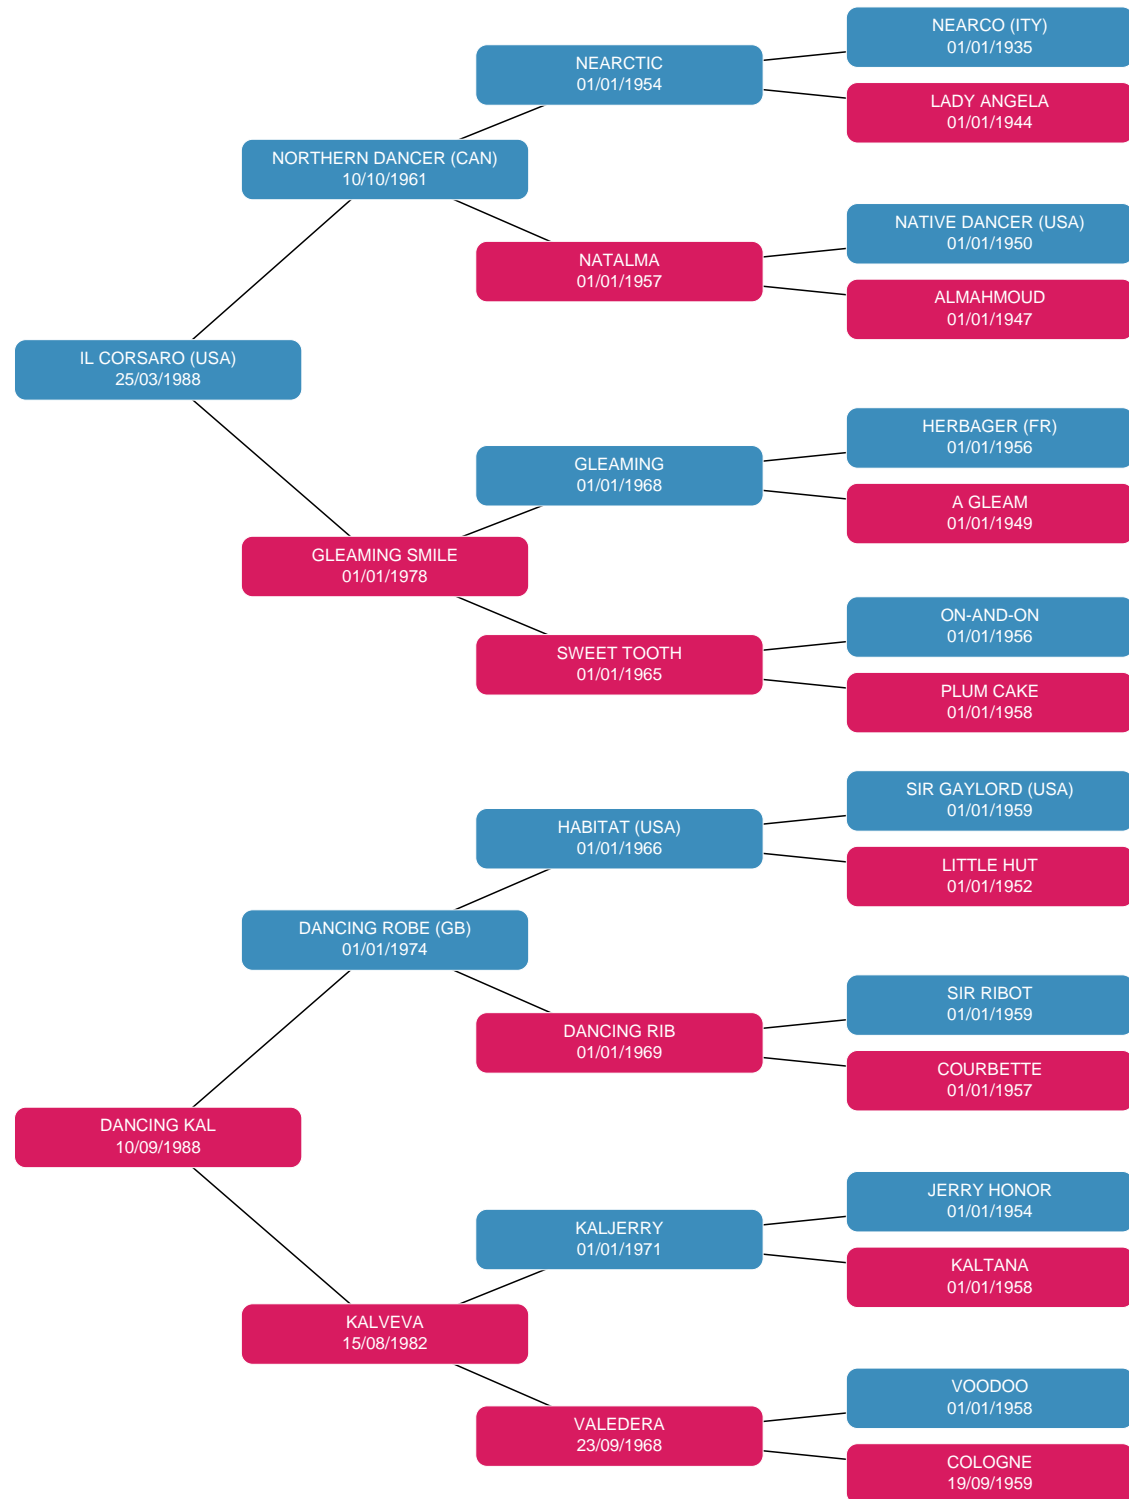 NEARCO (ITY)
01/01/1935
NEARCTIC
01/01/1954
LADY ANGELA
01/01/1944
NORTHERN DANCER (CAN)
10/10/1961
NATIVE DANCER (USA)
01/01/1950
NATALMA
01/01/1957
ALMAHMOUD
01/01/1947
IL CORSARO (USA)
25/03/1988
HERBAGER (FR)
01/01/1956
GLEAMING
01/01/1968
A GLEAM
01/01/1949
GLEAMING SMILE
01/01/1978
ON-AND-ON
01/01/1956
SWEET TOOTH
01/01/1965
PLUM CAKE
01/01/1958
SIR GAYLORD (USA)
01/01/1959
HABITAT (USA)
01/01/1966
LITTLE HUT
01/01/1952
DANCING ROBE (GB)
01/01/1974
SIR RIBOT
01/01/1959
DANCING RIB
01/01/1969
COURBETTE
01/01/1957
DANCING KAL
10/09/1988
JERRY HONOR
01/01/1954
KALJERRY
01/01/1971
KALTANA
01/01/1958
KALVEVA
15/08/1982
VOODOO
01/01/1958
VALEDERA
23/09/1968
COLOGNE
19/09/1959